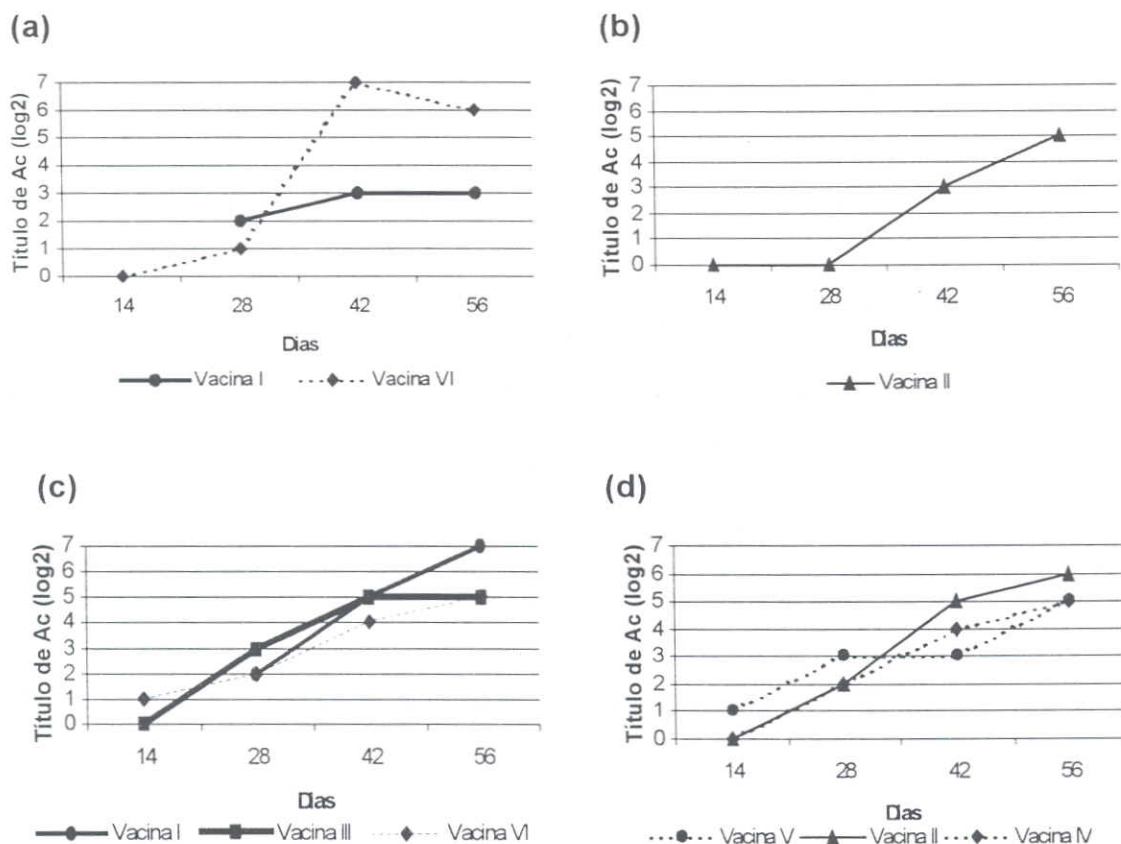 (a)
Título de Ac (log2)
7
6
5
4
3
2
1
0
14 28 42 56
Dias
Vacina I Vacina VI
(b)
Título de Ac (log2)
7
6
5
4
3
2
1
0
14 28 42 56
Dias
Vacina II
(c)
Título de Ac (log2)
7
6
5
4
3
2
1
0
14 28 42 56
Dias
Vacina I Vacina III Vacina VI
(d)
Título de Ac (log2)
7
6
5
4
3
2
1
0
14 28 42 56
Dias
Vacina V Vacina II Vacina IV